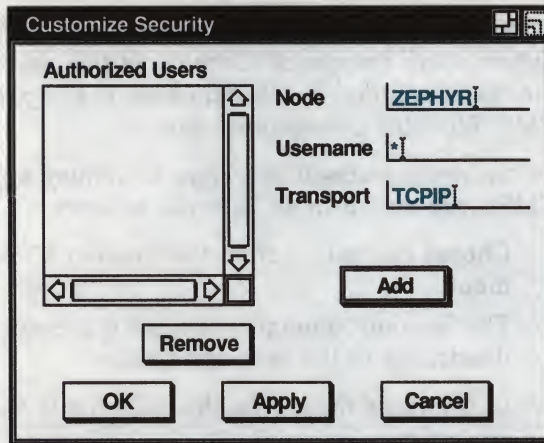 Customize Security
Authorized Users
Node ZEPHYR
Username *
Transport TCPIP
Add
Remove
OK Apply Cancel